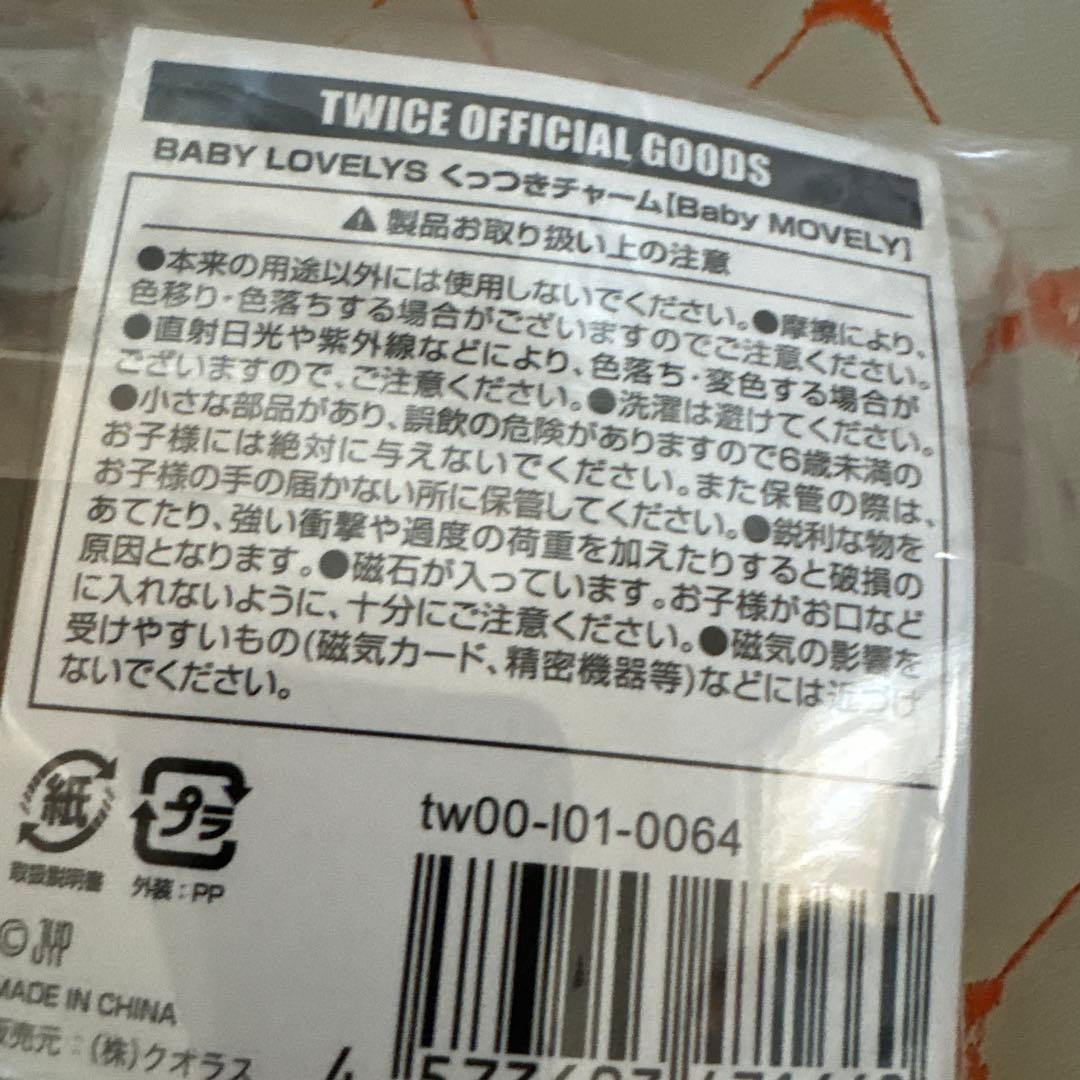 TWICE OFFICIAL GOODS
BABY LOVELYS くっつきチャーム【Baby MOVELY】
⚠ 製品お取り扱い上の注意
●本来の用途以外には使用しないでください。●摩擦により、
色移り・色落ちする場合がございますのでご注意ください。
●直射日光や紫外線などにより、色落ち・変色する場合が
ございますので、ご注意ください。●洗濯は避けてください。
●小さな部品があり、誤飲の危険がありますので6歳未満の
お子様には絶対に与えないでください。また保管の際は、
お子様の手の届かない所に保管してください。●鋭利な物を
あてたり、強い衝撃や過度の荷重を加えたりすると破損の
原因となります。●磁石が入っています。お子様がお口など
に入れないように、十分にご注意ください。●磁気の影響を
受けやすいもの(磁気カード、精密機器等)などには近づけ
ないでください。
紙
プラ
取扱説明書
外装：PP
tw00-I01-0064
©JYP
MADE IN CHINA
販売元：(株)クオラス
4